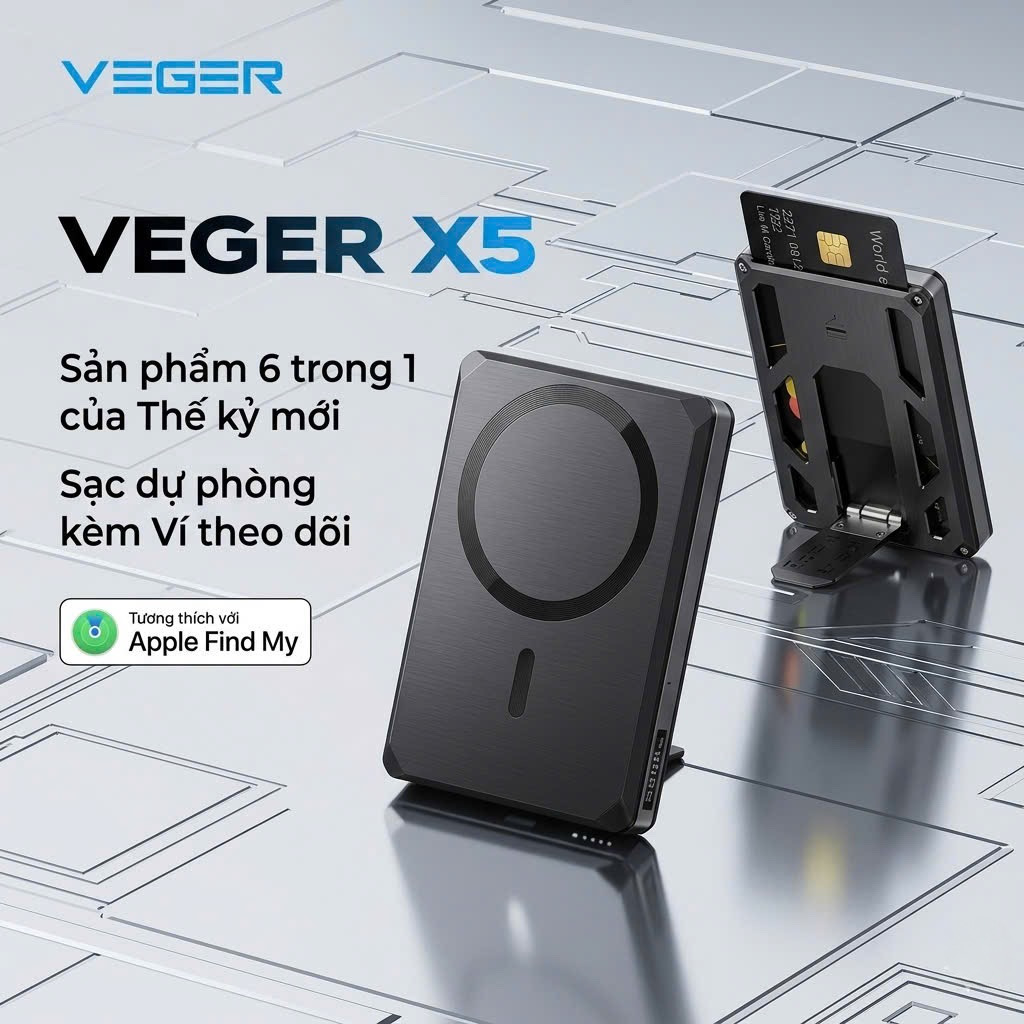 VEGER
VEGER X5
Sản phẩm 6 trong 1
của Thế kỷ mới
Sạc dự phòng
kèm Ví theo dõi
Tương thích với
Apple Find My
World e